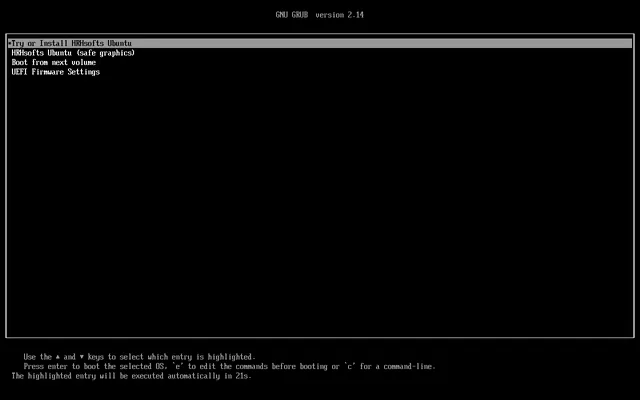 GNU GRUB version 2.14
*Try or Install HRHsofts Ubuntu
HRHsofts Ubuntu (safe graphics)
Boot from next volume
UEFI Firmware Settings
Use the ▲ and ▼ keys to select which entry is highlighted.
Press enter to boot the selected OS, `e' to edit the commands before booting or `c' for a command-line.
The highlighted entry will be executed automatically in 21s.